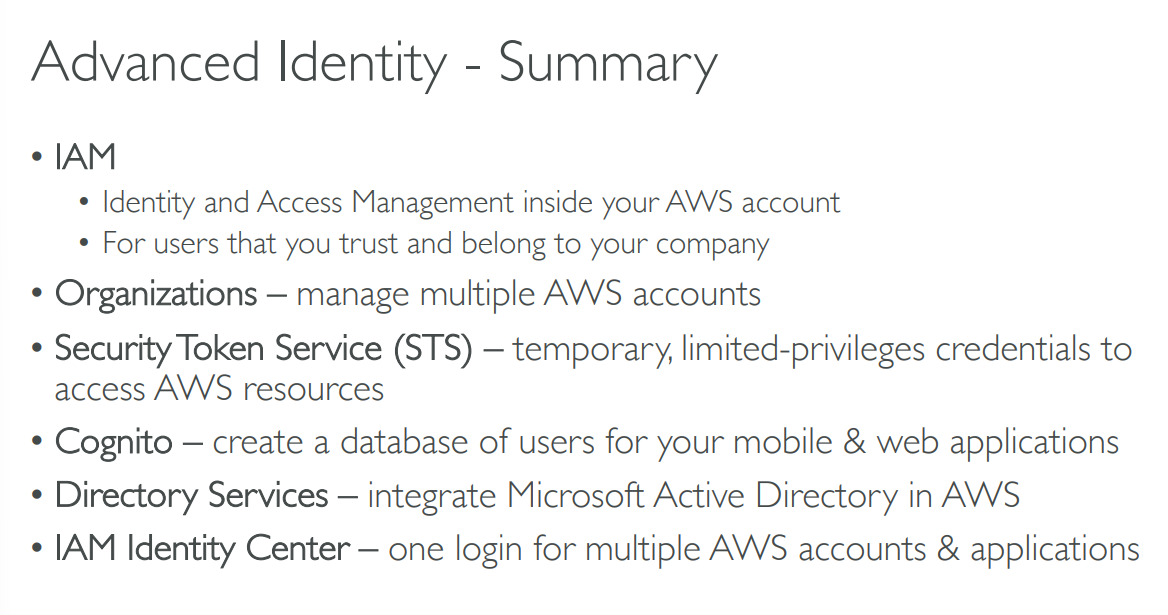 Advanced Identity - Summary
• IAM
• Identity and Access Management inside your AWS account
• For users that you trust and belong to your company
• Organizations – manage multiple AWS accounts
• Security Token Service (STS) – temporary, limited-privileges credentials to
access AWS resources
• Cognito – create a database of users for your mobile & web applications
• Directory Services – integrate Microsoft Active Directory in AWS
• IAM Identity Center – one login for multiple AWS accounts & applications